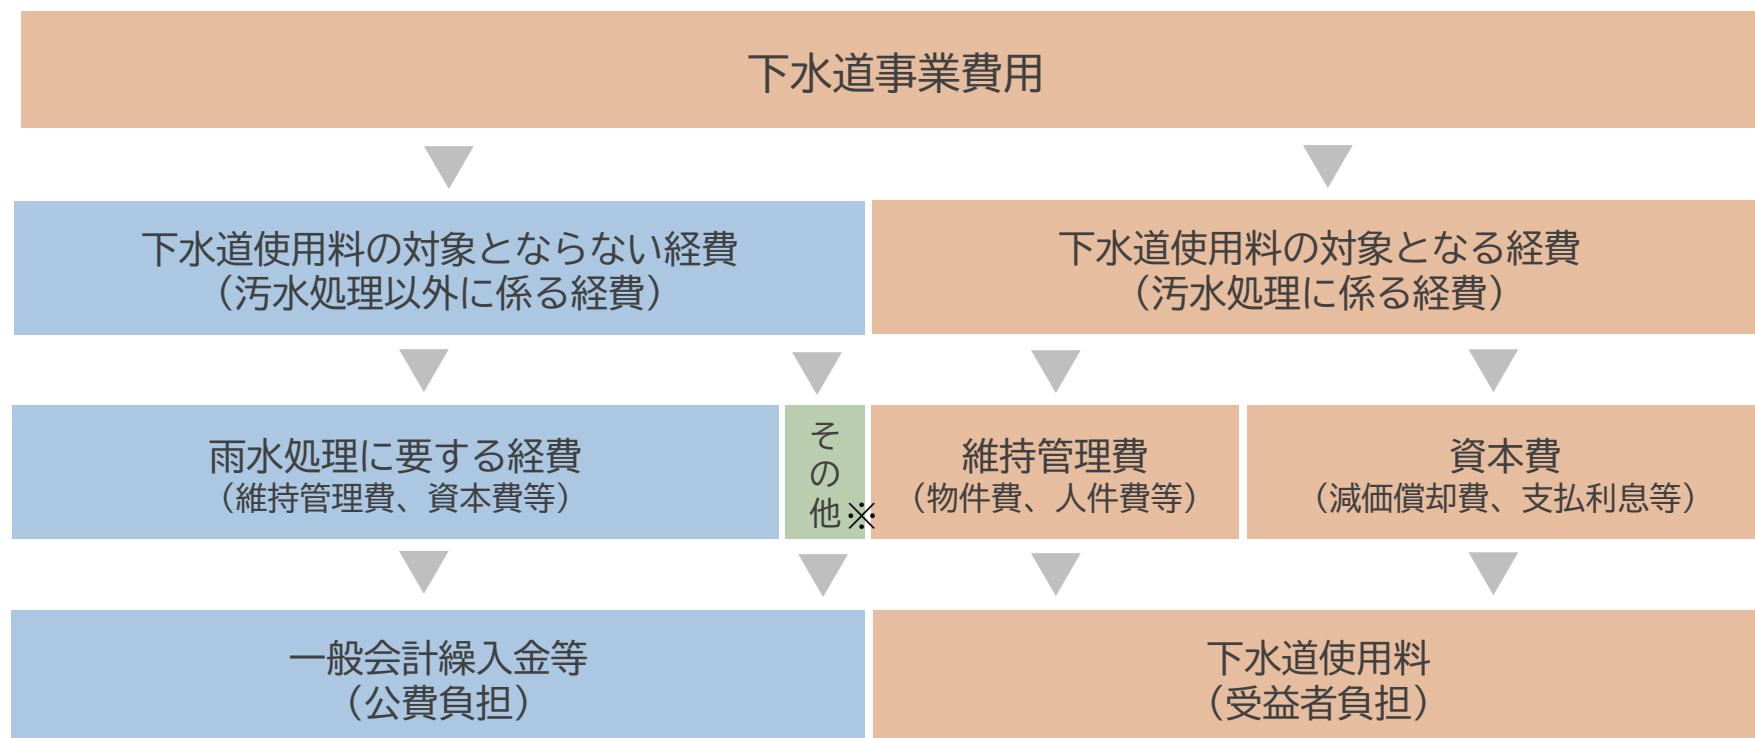 下水道事業費用
下水道使用料の対象とならない経費
（汚水処理以外に係る経費）
下水道使用料の対象となる経費
（汚水処理に係る経費）
雨水処理に要する経費
（維持管理費、資本費等）
その他※
維持管理費
（物件費、人件費等）
資本費
（減価償却費、支払利息等）
一般会計繰入金等
（公費負担）
下水道使用料
（受益者負担）